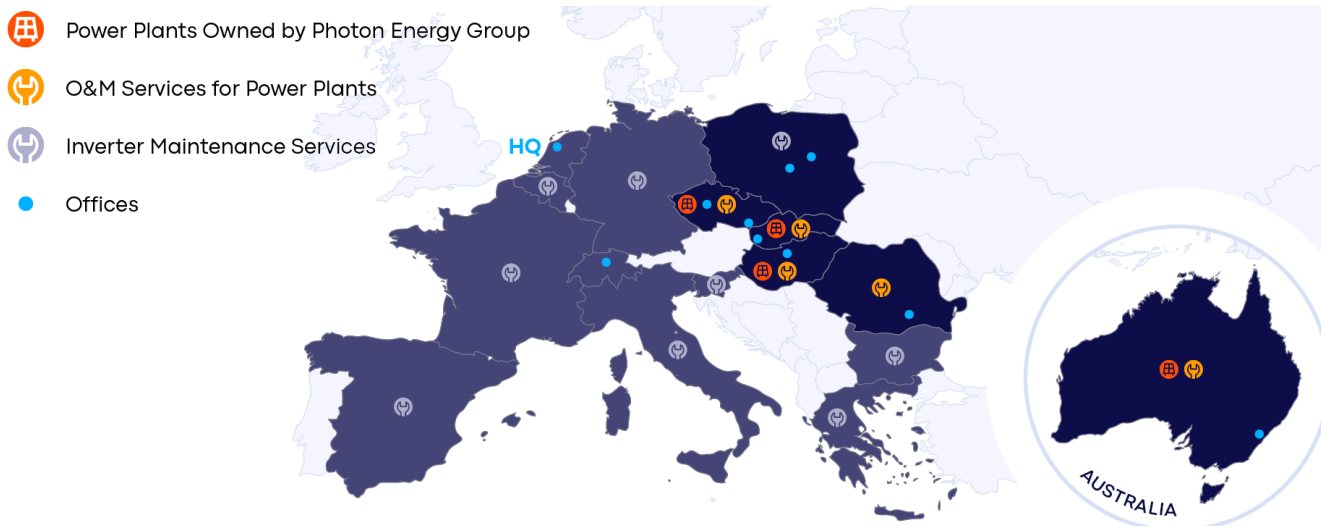 Power Plants Owned by Photon Energy Group
O&M Services for Power Plants
Inverter Maintenance Services
Offices
HQ
AUSTRALIA